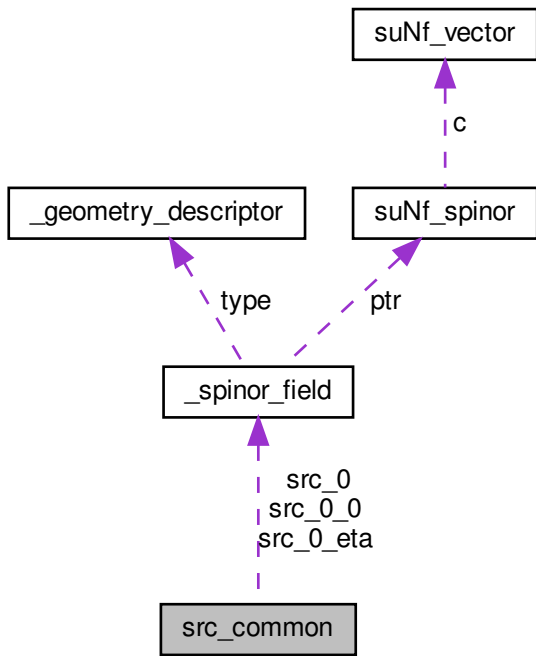 suNf_vector
c
_geometry_descriptor
suNf_spinor
type
ptr
_spinor_field
src_0
src_0_0
src_0_eta
src_common